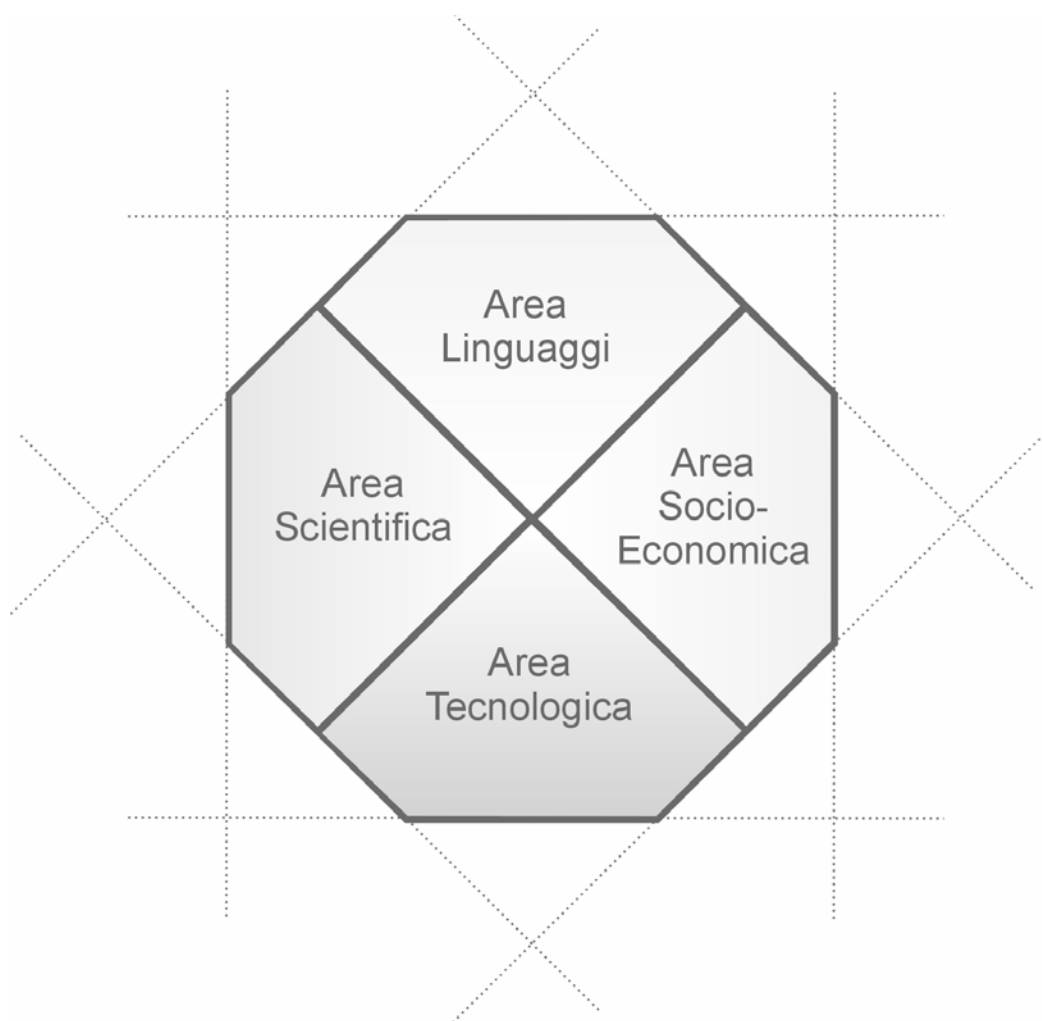 Area
Linguaggi
Area
Scientifica
Area
Socio-
Economica
Area
Tecnologica